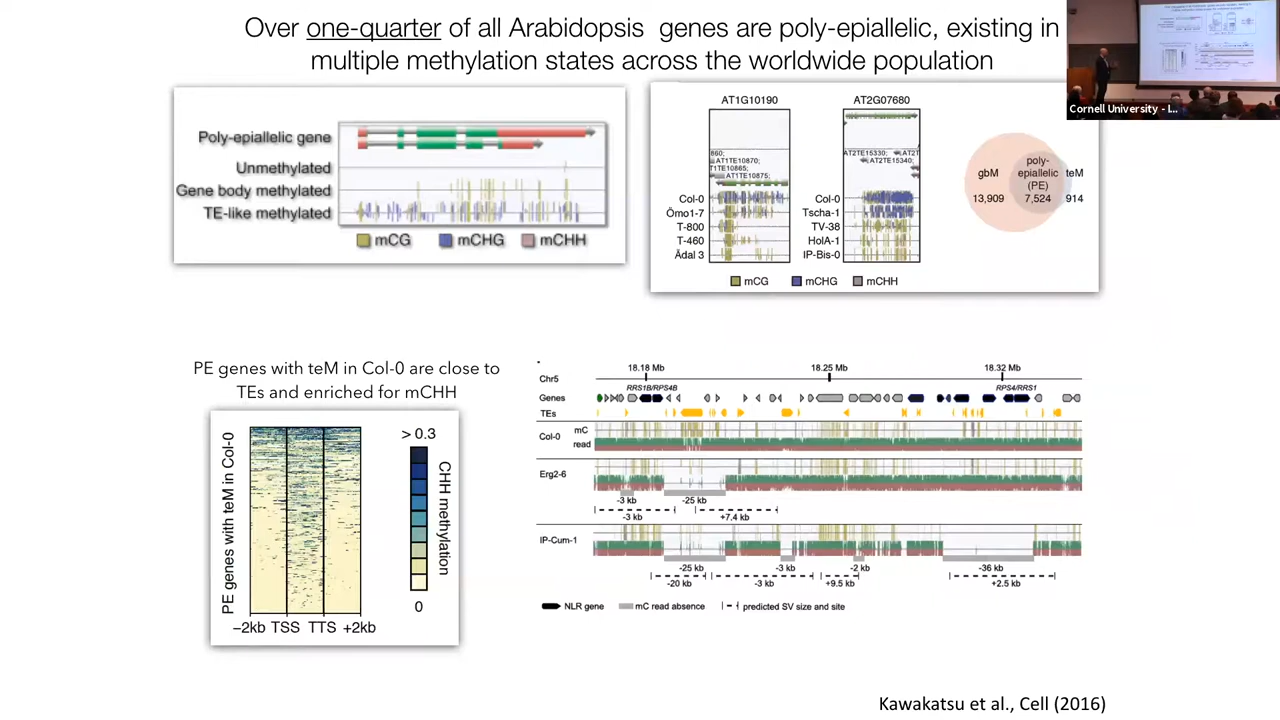 Over one-quarter of all Arabidopsis genes are poly-epiallelic, existing in
multiple methylation states across the worldwide population
Cornell University - I...
Poly-epiallelic gene
Unmethylated
Gene body methylated
TE-like methylated
mCG mCHG mCHH
AT1G10190
860;
AT1TE10870;
T1TE10865;
AT1TE10875;
Col-0
Ömo1-7
T-800
T-460
Ådal 3
AT2G07680
AT2TE15330;
AT2TE15340;
Col-0
Tscha-1
TV-38
HolA-1
IP-Bis-0
mCG mCHG mCHH
gbM
13,909
poly-
epiallelic
(PE)
7,524
teM
914
PE genes with teM in Col-0 are close to
TEs and enriched for mCHH
PE genes with teM in Col-0
−2kb TSS TTS +2kb
> 0.3
0
CHH methylation
18.18 Mb 18.25 Mb 18.32 Mb
Chr5
RRS1B/RPS4B RPS4/RRS1
Genes
TEs
Col-0 mC
read
Erg2-6
-3 kb -25 kb
-3 kb +7.4 kb
IP-Cum-1
-25 kb -3 kb -2 kb -36 kb
-20 kb -3 kb +9.5 kb +2.5 kb
NLR gene mC read absence predicted SV size and site
Kawakatsu et al., Cell (2016)